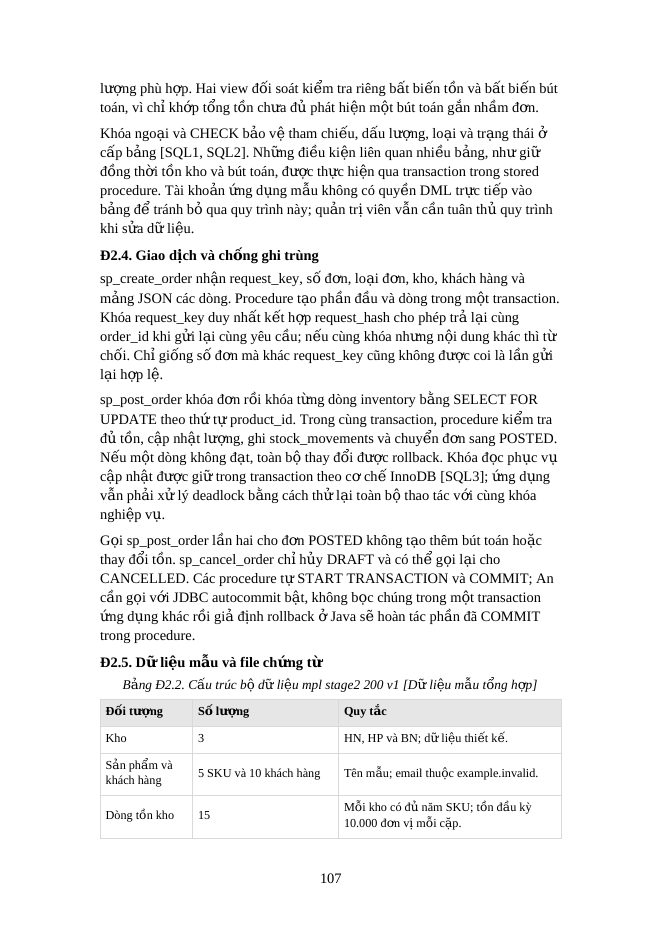 lượng phù hợp. Hai view đối soát kiểm tra riêng bất biến tồn và bất biến bút
toán, vì chỉ khớp tổng tồn chưa đủ phát hiện một bút toán gắn nhầm đơn.
Khóa ngoại và CHECK bảo vệ tham chiếu, dấu lượng, loại và trạng thái ở
cấp bảng [SQL1, SQL2]. Những điều kiện liên quan nhiều bảng, như giữ
đồng thời tồn kho và bút toán, được thực hiện qua transaction trong stored
procedure. Tài khoản ứng dụng mẫu không có quyền DML trực tiếp vào
bảng để tránh bỏ qua quy trình này; quản trị viên vẫn cần tuân thủ quy trình
khi sửa dữ liệu.
Đ2.4. Giao dịch và chống ghi trùng
sp_create_order nhận request_key, số đơn, loại đơn, kho, khách hàng và
mảng JSON các dòng. Procedure tạo phần đầu và dòng trong một transaction.
Khóa request_key duy nhất kết hợp request_hash cho phép trả lại cùng
order_id khi gửi lại cùng yêu cầu; nếu cùng khóa nhưng nội dung khác thì từ
chối. Chỉ giống số đơn mà khác request_key cũng không được coi là lần gửi
lại hợp lệ.
sp_post_order khóa đơn rồi khóa từng dòng inventory bằng SELECT FOR
UPDATE theo thứ tự product_id. Trong cùng transaction, procedure kiểm tra
đủ tồn, cập nhật lượng, ghi stock_movements và chuyển đơn sang POSTED.
Nếu một dòng không đạt, toàn bộ thay đổi được rollback. Khóa đọc phục vụ
cập nhật được giữ trong transaction theo cơ chế InnoDB [SQL3]; ứng dụng
vẫn phải xử lý deadlock bằng cách thử lại toàn bộ thao tác với cùng khóa
nghiệp vụ.
Gọi sp_post_order lần hai cho đơn POSTED không tạo thêm bút toán hoặc
thay đổi tồn. sp_cancel_order chỉ hủy DRAFT và có thể gọi lại cho
CANCELLED. Các procedure tự START TRANSACTION và COMMIT; An
cần gọi với JDBC autocommit bật, không bọc chúng trong một transaction
ứng dụng khác rồi giả định rollback ở Java sẽ hoàn tác phần đã COMMIT
trong procedure.
Đ2.5. Dữ liệu mẫu và file chứng từ
Bảng Đ2.2. Cấu trúc bộ dữ liệu mpl stage2 200 v1 [Dữ liệu mẫu tổng hợp]
Đối tượng Số lượng Quy tắc
Kho 3 HN, HP và BN; dữ liệu thiết kế.
Sản phẩm và
khách hàng 5 SKU và 10 khách hàng Tên mẫu; email thuộc example.invalid.
Dòng tồn kho 15 Mỗi kho có đủ năm SKU; tồn đầu kỳ
10.000 đơn vị mỗi cặp.
107